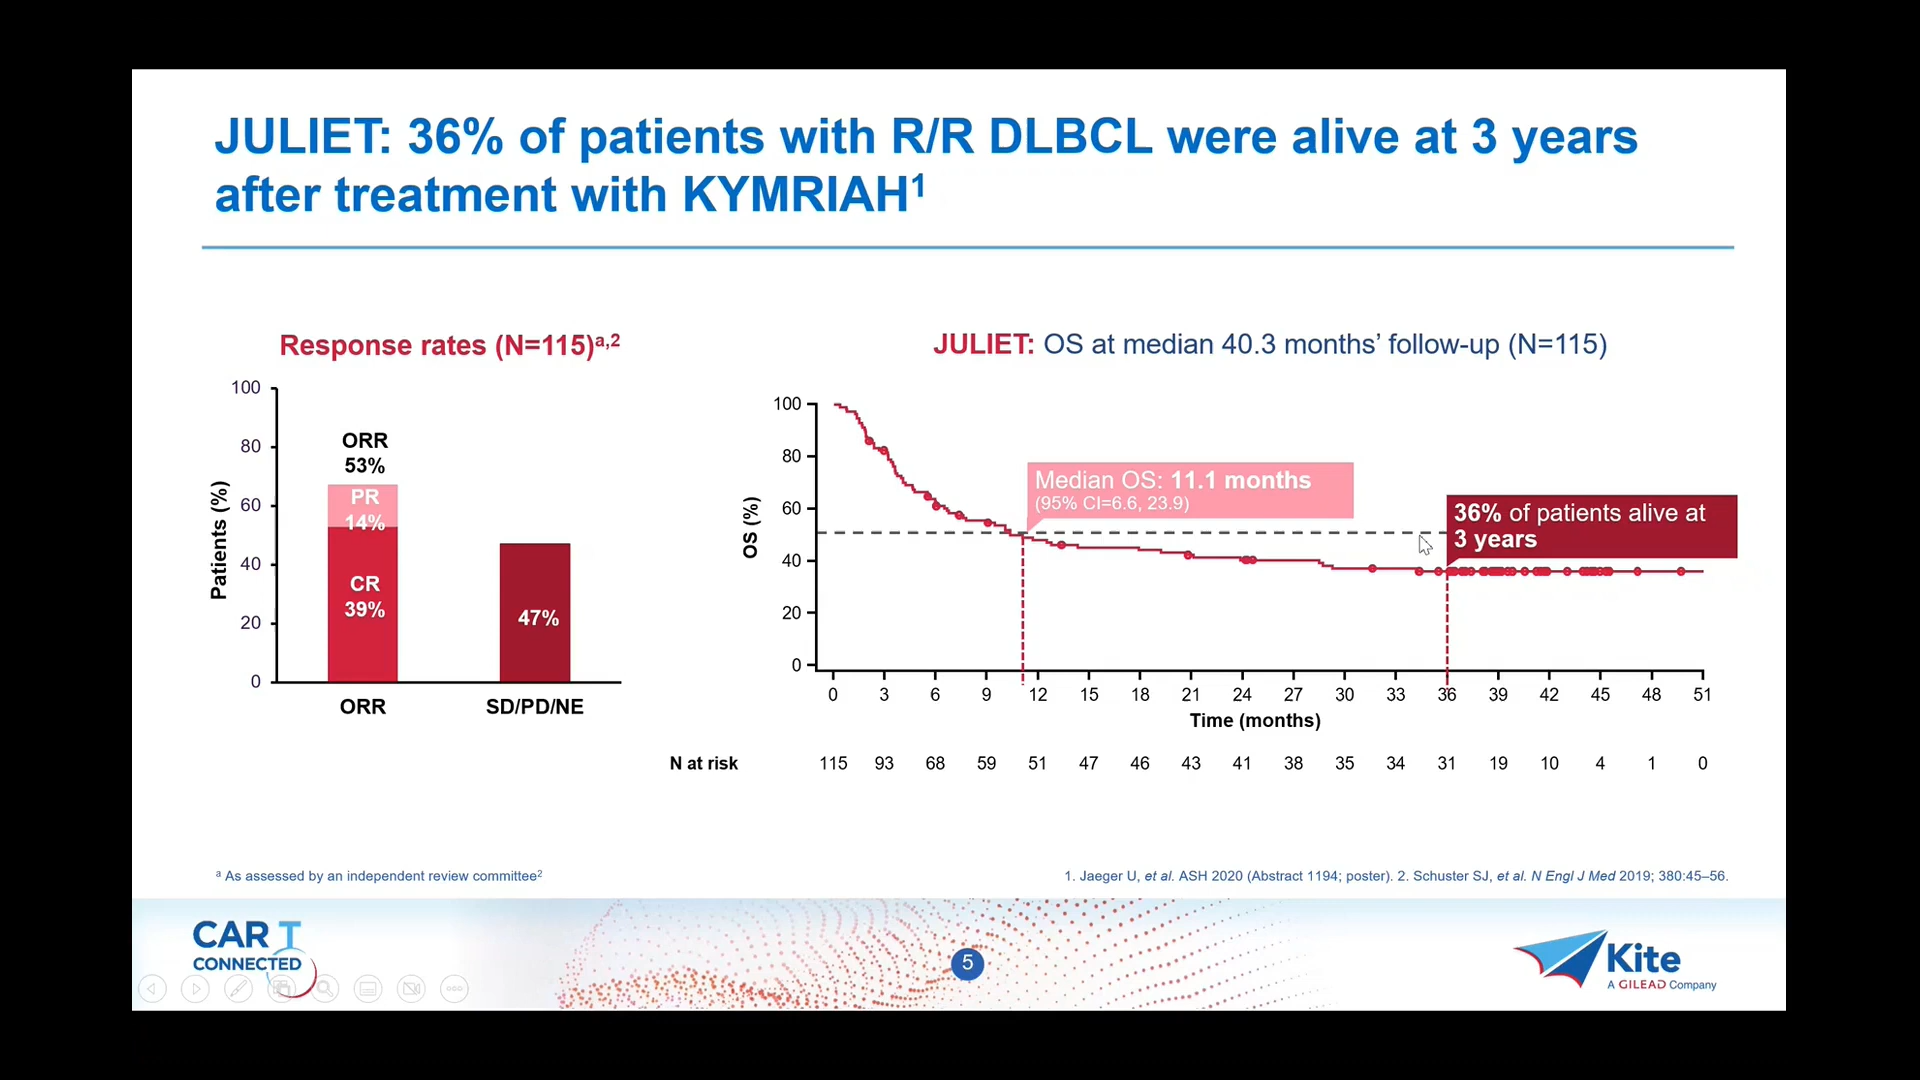 JULIET: 36% of patients with R/R DLBCL were alive at 3 years
after treatment with KYMRIAH¹
Response rates (N=115)ᵃ,²
100
80
60
40
20
0
Patients (%)
ORR
53%
PR
14%
CR
39%
47%
ORR
SD/PD/NE
JULIET: OS at median 40.3 months’ follow-up (N=115)
100
80
60
40
20
0
OS (%)
Median OS: 11.1 months
(95% CI=6.6, 23.9)
36% of patients alive at
3 years
0 3 6 9 12 15 18 21 24 27 30 33 36 39 42 45 48 51
Time (months)
N at risk 115 93 68 59 51 47 46 43 41 38 35 34 31 19 10 4 1 0
ᵃ As assessed by an independent review committee²
1. Jaeger U, et al. ASH 2020 (Abstract 1194; poster). 2. Schuster SJ, et al. N Engl J Med 2019; 380:45–56.
CAR T
CONNECTED
5
Kite
A GILEAD Company